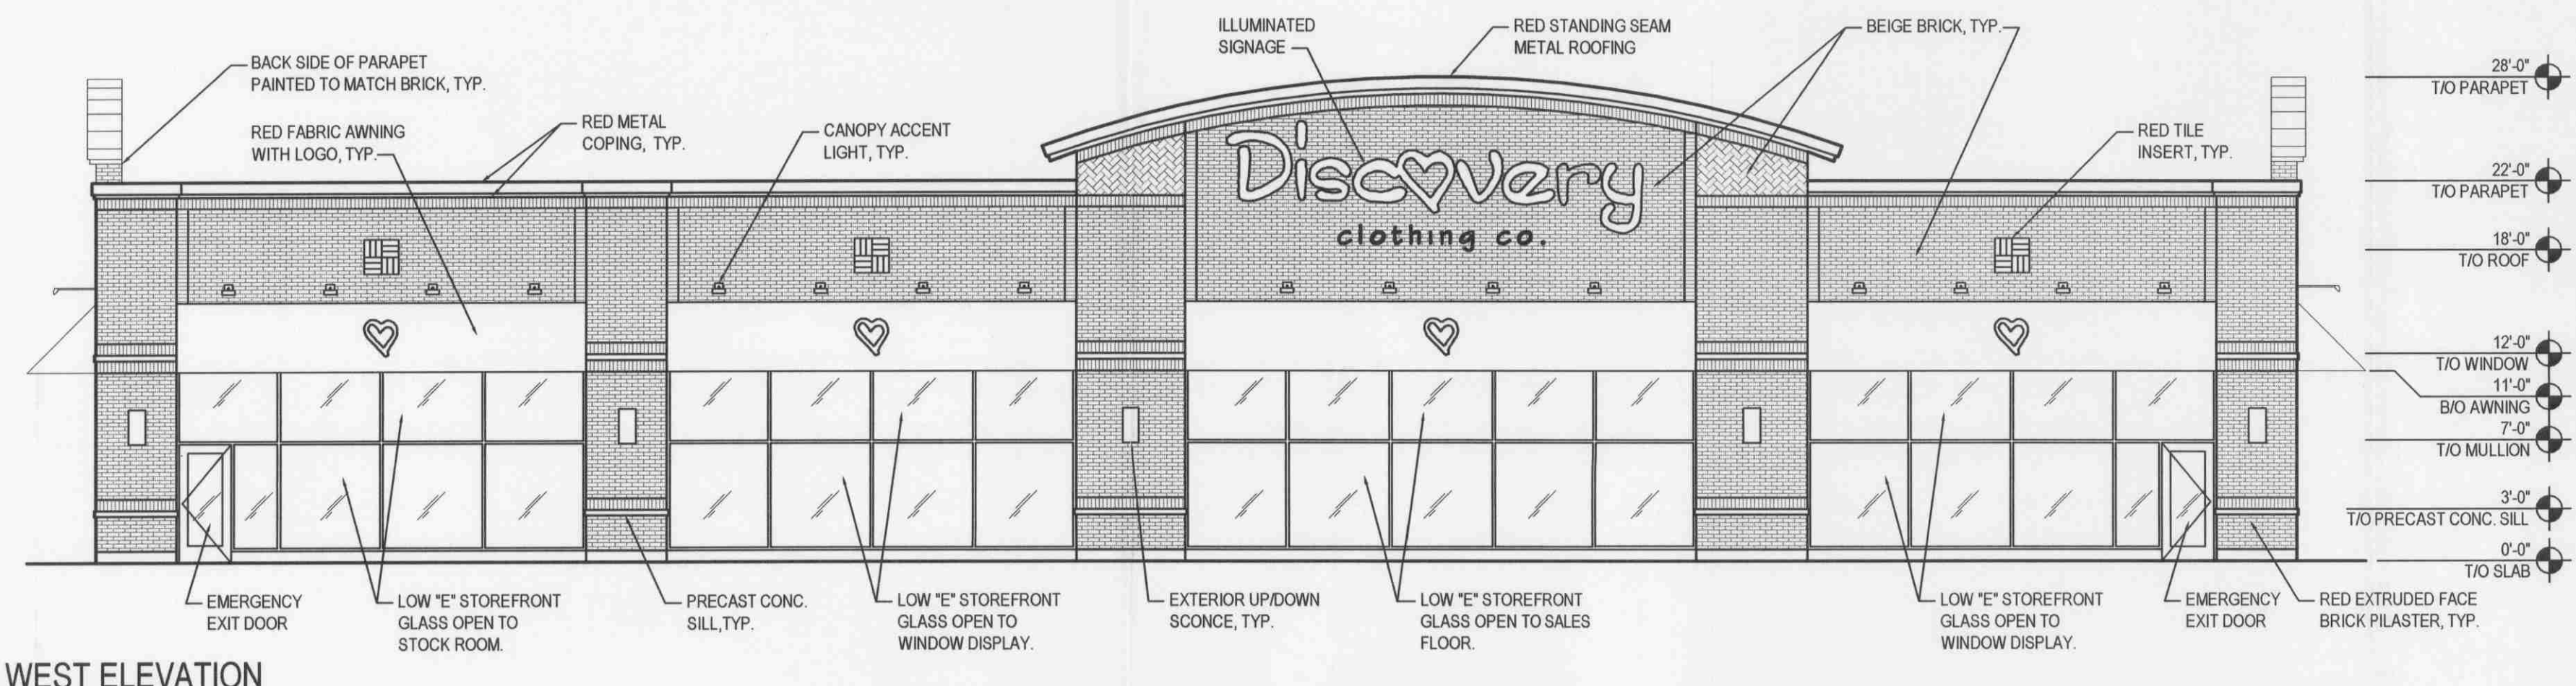 BACK SIDE OF PARAPET
PAINTED TO MATCH BRICK, TYP.
RED FABRIC AWNING
WITH LOGO, TYP.
RED METAL
COPING, TYP.
CANOPY ACCENT
LIGHT, TYP.
ILLUMINATED
SIGNAGE
RED STANDING SEAM
METAL ROOFING
BEIGE BRICK, TYP.
RED TILE
INSERT, TYP.
Discovery
clothing co.
28'-0"
T/O PARAPET
22'-0"
T/O PARAPET
18'-0"
T/O ROOF
12'-0"
T/O WINDOW
11'-0"
B/O AWNING
7'-0"
T/O MULLION
3'-0"
T/O PRECAST CONC. SILL
0'-0"
T/O SLAB
EMERGENCY
EXIT DOOR
LOW "E" STOREFRONT
GLASS OPEN TO
STOCK ROOM.
PRECAST CONC.
SILL,TYP.
LOW "E" STOREFRONT
GLASS OPEN TO
WINDOW DISPLAY.
EXTERIOR UP/DOWN
SCONCE, TYP.
LOW "E" STOREFRONT
GLASS OPEN TO SALES
FLOOR.
LOW "E" STOREFRONT
GLASS OPEN TO
WINDOW DISPLAY.
EMERGENCY
EXIT DOOR
RED EXTRUDED FACE
BRICK PILASTER, TYP.
WEST ELEVATION